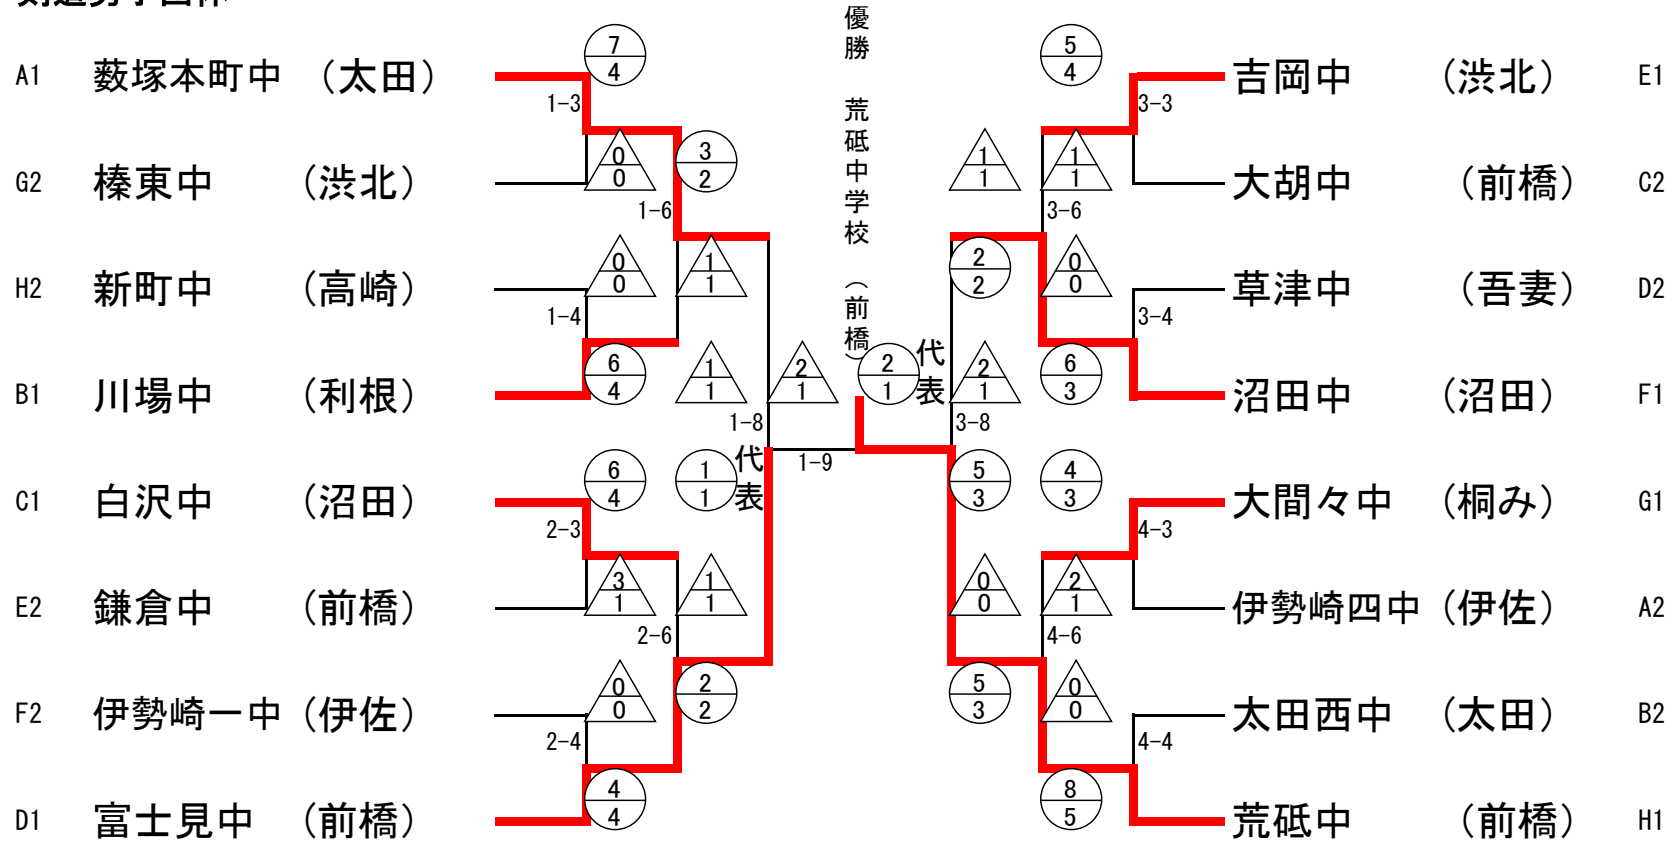 優勝 荒砥中学校（前橋）
7 5
4 4
A1 薮塚本町中 （太田） 吉岡中 （渋北） E1
1-3 3-3
0 3 1 1
0 2 1 1
G2 榛東中 （渋北） 大胡中 （前橋） C2
1-6 3-6
0 1 2 0
0 1 2 0
H2 新町中 （高崎） 草津中 （吾妻） D2
1-4 3-4
6 1 2 2 代表 2 6
4 1 1 1 1 3
B1 川場中 （利根） 沼田中 （沼田） F1
1-8 3-8
1-9
6 1 代表 5 4
4 1 3 3
C1 白沢中 （沼田） 大間々中 （桐み） G1
2-3 4-3
3 1 0 2
1 1 0 1
E2 鎌倉中 （前橋） 伊勢崎四中 （伊佐） A2
2-6 4-6
0 2 5 0
0 2 3 0
F2 伊勢崎一中 （伊佐） 太田西中 （太田） B2
2-4 4-4
4 8
4 5
D1 富士見中 （前橋） 荒砥中 （前橋） H1